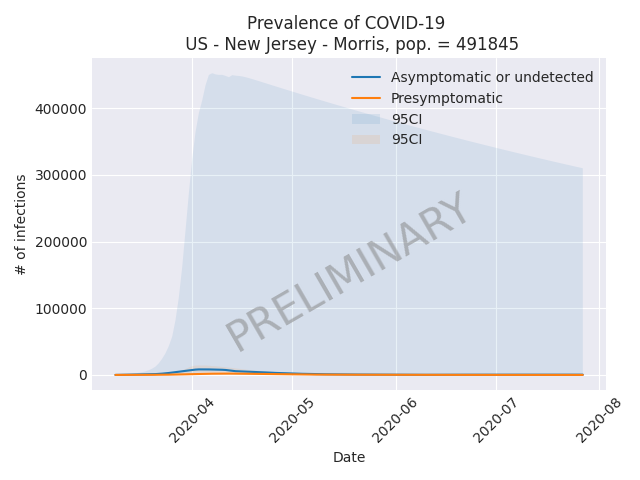 Prevalence of COVID-19
US - New Jersey - Morris, pop. = 491845
Asymptomatic or undetected
Presymptomatic
95CI
95CI
400000
300000
200000
100000
0
# of infections
PRELIMINARY
2020-04
2020-05
2020-06
2020-07
2020-08
Date